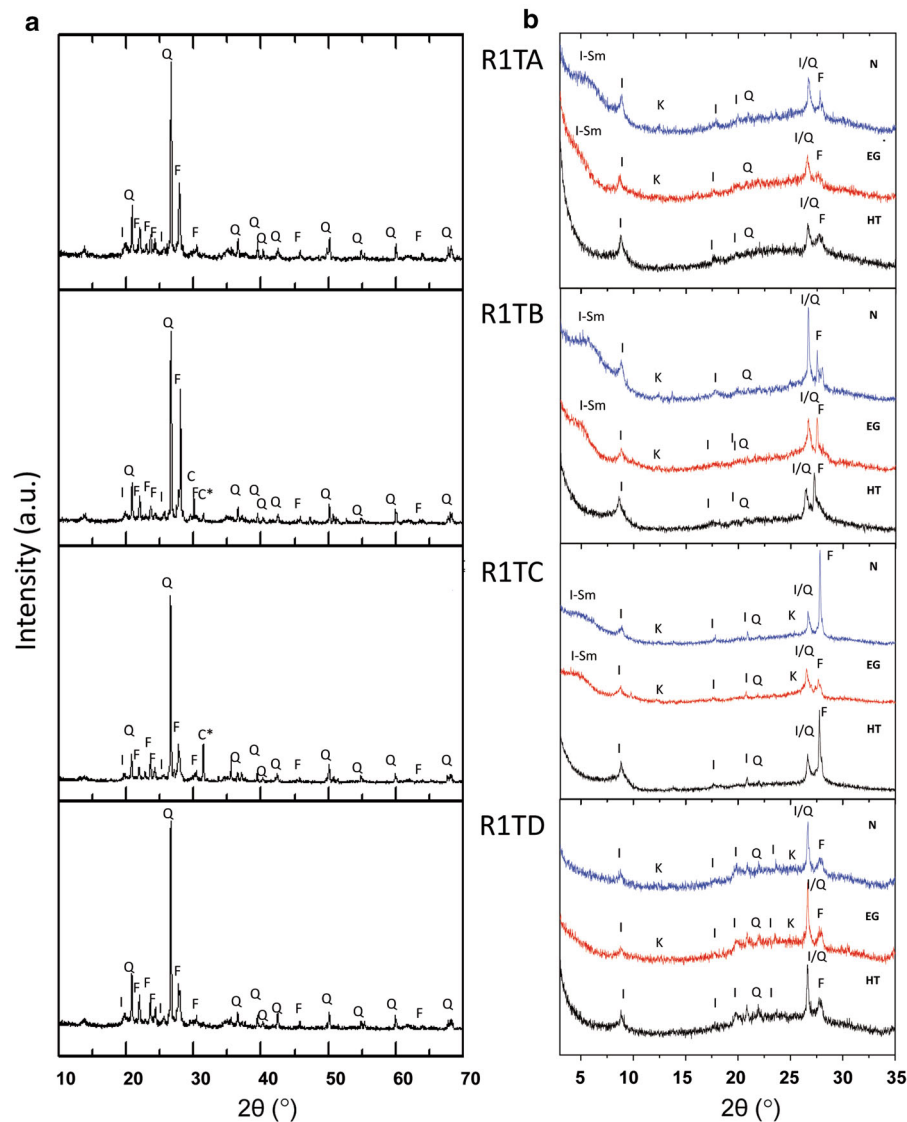 a
b
R1TA
Q
F
Q
I F F F I F Q Q Q Q F Q Q Q F Q
I-Sm I K I I Q I/Q F N
I-Sm I K I I Q I/Q F EG
I I I Q I/Q F HT
R1TB
Q
F
Q
I F F F I C F C* Q Q Q Q F Q Q Q F Q
I-Sm I K I Q I/Q F N
I-Sm I K I I I Q I/Q F EG
I I I Q I/Q F HT
R1TC
Q
F
Q
I F F F I F C* Q Q Q Q F Q Q Q F Q
I-Sm I K I I Q K I/Q F N
I-Sm I K I I Q K I/Q F EG
I I I Q I/Q F HT
R1TD
Q
F
Q
I F F F I F Q Q Q Q F Q Q Q F Q
I K I I Q I K I/Q F N
I K I I Q I K I/Q F EG
I I I Q I I/Q F HT
Intensity (a.u.)
10 20 30 40 50 60 70
5 10 15 20 25 30 35
2θ (°)
2θ (°)